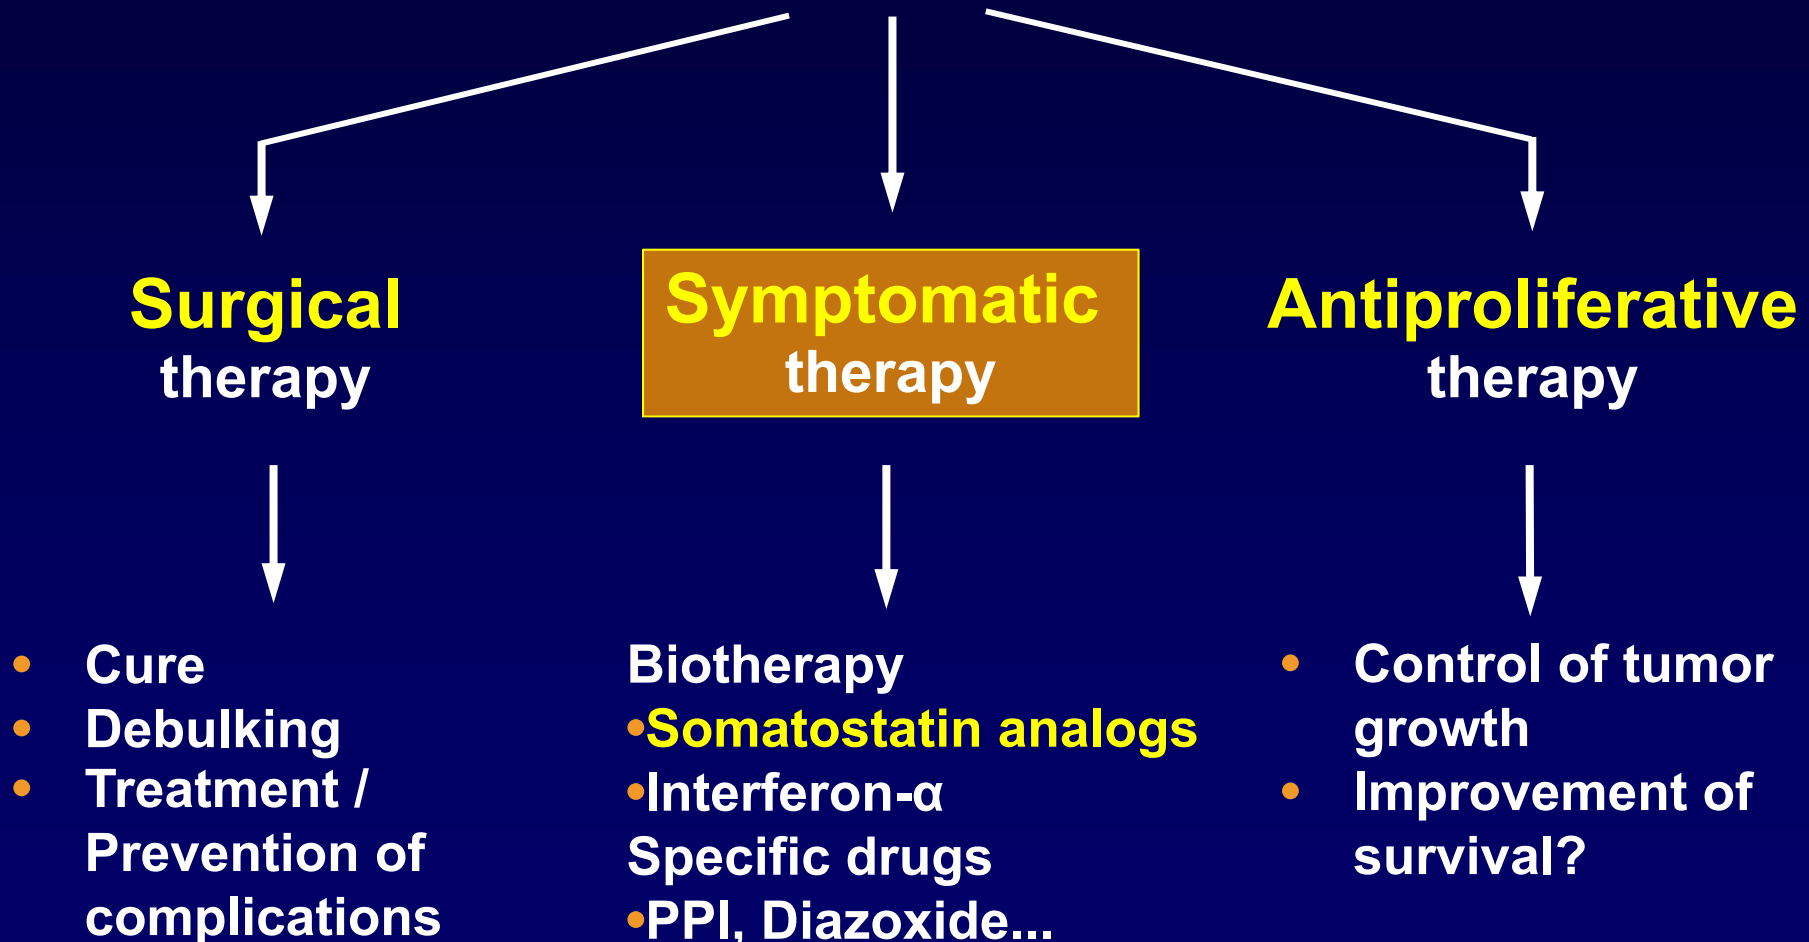 Surgical
therapy
Symptomatic
therapy
Antiproliferative
therapy
• Cure
• Debulking
• Treatment /
Prevention of
complications
Biotherapy
•Somatostatin analogs
•Interferon-α
Specific drugs
•PPI, Diazoxide...
• Control of tumor
growth
• Improvement of
survival?